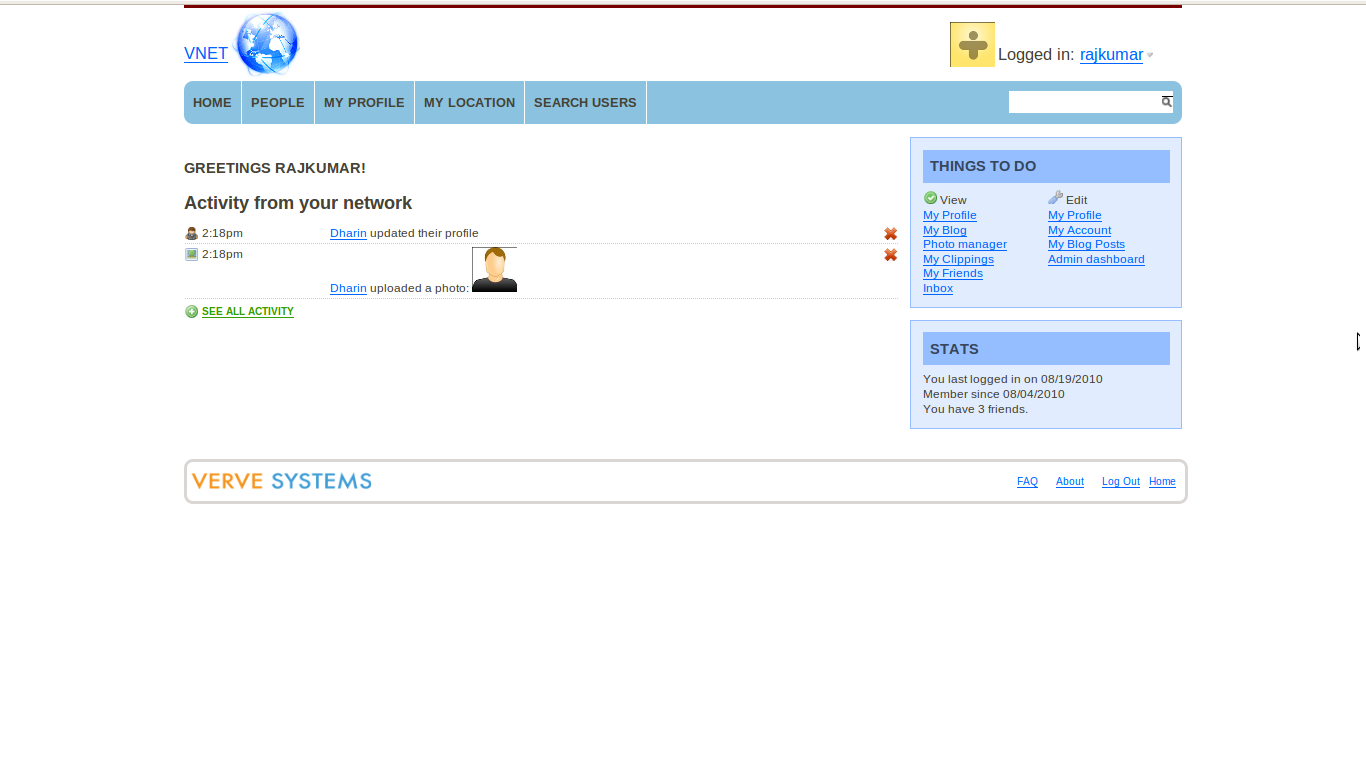 VNET
Logged in: rajkumar
HOME PEOPLE MY PROFILE MY LOCATION SEARCH USERS
GREETINGS RAJKUMAR!
Activity from your network
2:18pm Dharin updated their profile
2:18pm
Dharin uploaded a photo:
SEE ALL ACTIVITY
THINGS TO DO
View
My Profile
My Blog
Photo manager
My Clippings
My Friends
Inbox
Edit
My Profile
My Account
My Blog Posts
Admin dashboard
STATS
You last logged in on 08/19/2010
Member since 08/04/2010
You have 3 friends.
VERVE SYSTEMS
FAQ About Log Out Home